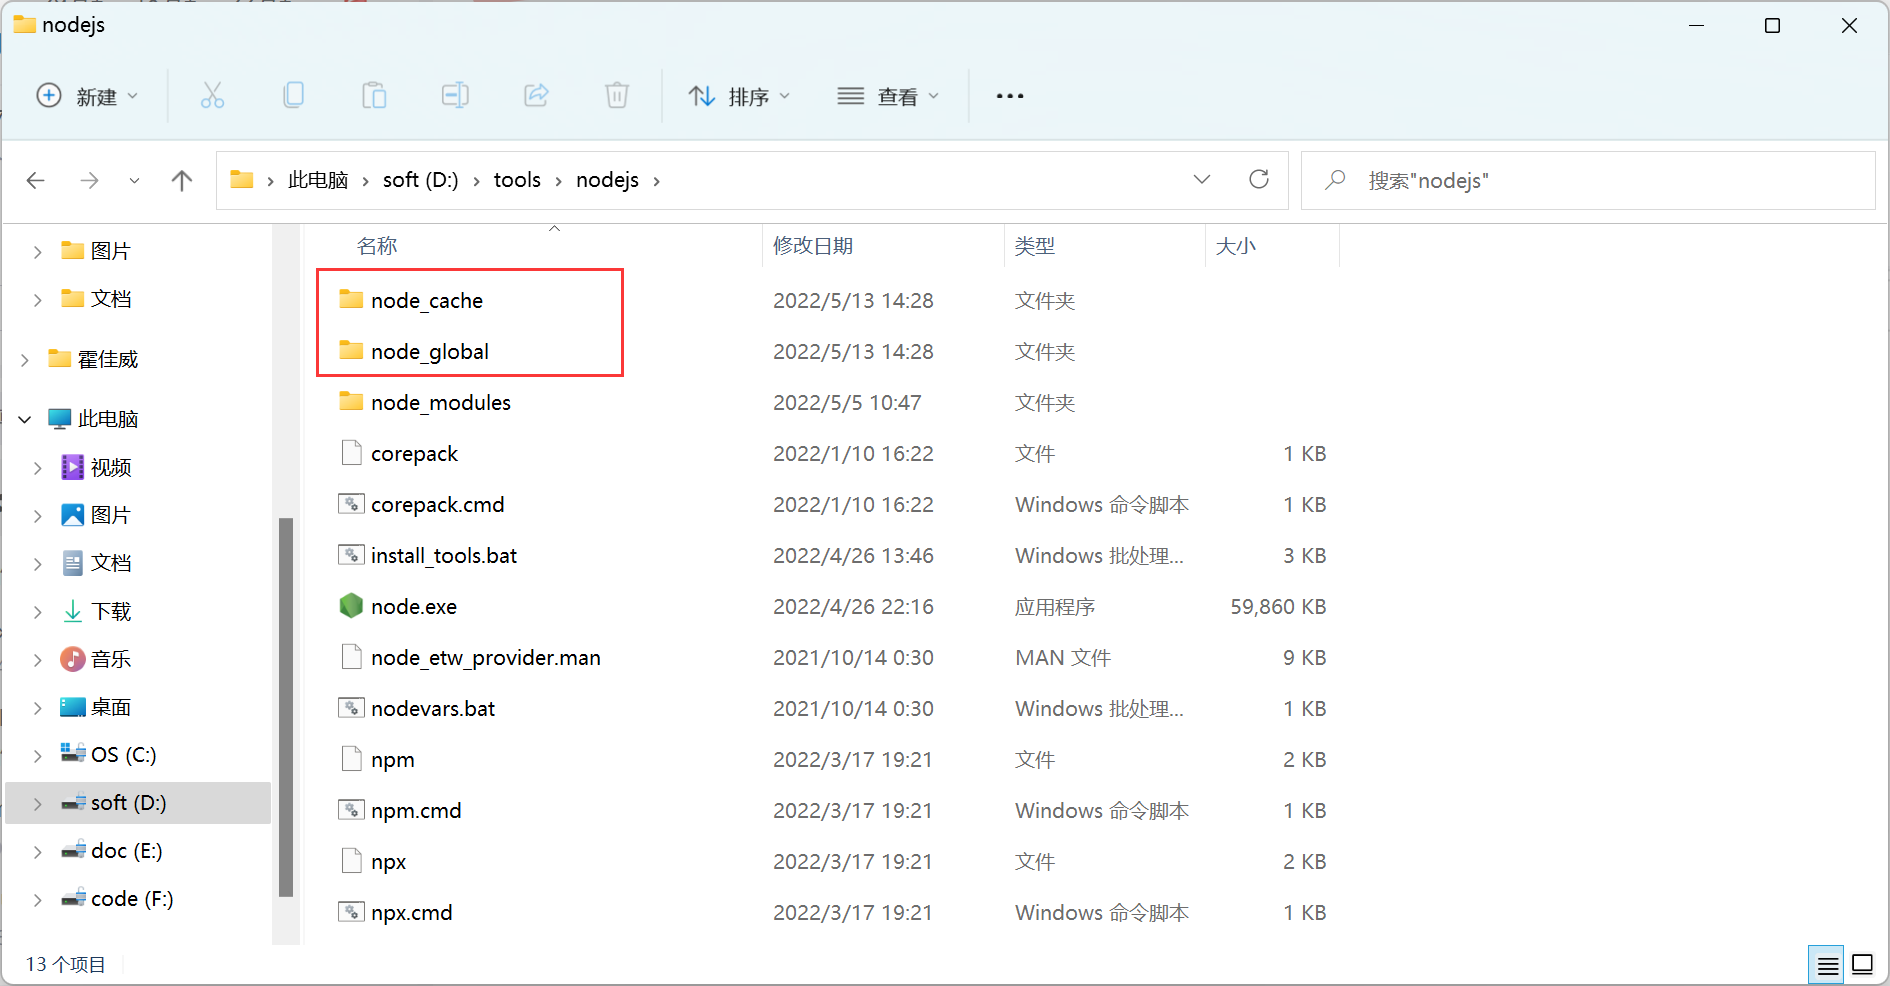 nodejs
新建
排序
查看
此电脑 soft (D:) tools nodejs
搜索"nodejs"
图片
文档
霍佳威
此电脑
视频
图片
文档
下载
音乐
桌面
OS (C:)
soft (D:)
doc (E:)
code (F:)
名称 修改日期 类型 大小
node_cache 2022/5/13 14:28 文件夹
node_global 2022/5/13 14:28 文件夹
node_modules 2022/5/5 10:47 文件夹
corepack 2022/1/10 16:22 文件 1 KB
corepack.cmd 2022/1/10 16:22 Windows 命令脚本 1 KB
install_tools.bat 2022/4/26 13:46 Windows 批处理... 3 KB
node.exe 2022/4/26 22:16 应用程序 59,860 KB
node_etw_provider.man 2021/10/14 0:30 MAN 文件 9 KB
nodevars.bat 2021/10/14 0:30 Windows 批处理... 1 KB
npm 2022/3/17 19:21 文件 2 KB
npm.cmd 2022/3/17 19:21 Windows 命令脚本 1 KB
npx 2022/3/17 19:21 文件 2 KB
npx.cmd 2022/3/17 19:21 Windows 命令脚本 1 KB
13 个项目